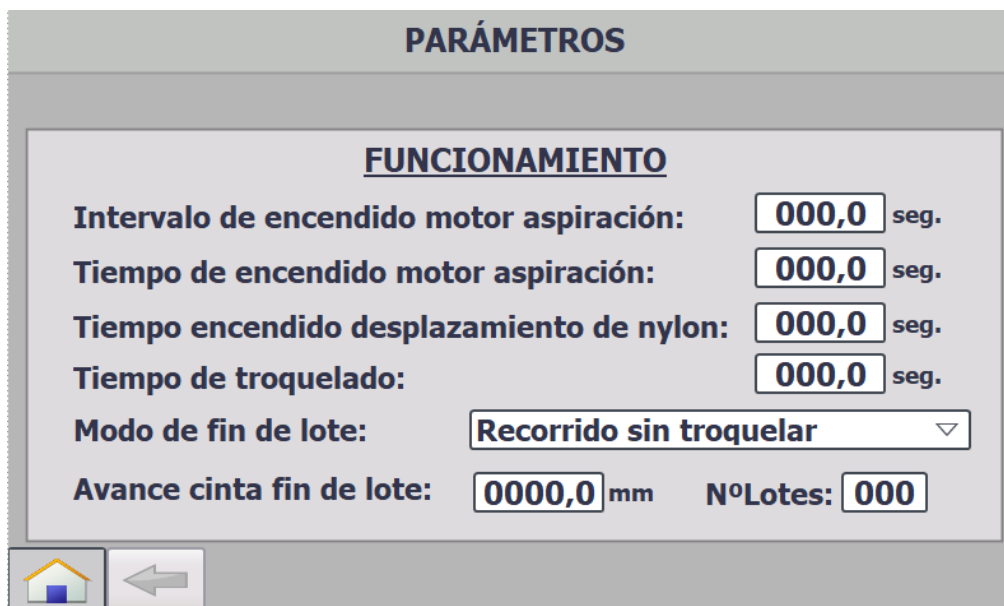 PARÁMETROS
FUNCIONAMIENTO
Intervalo de encendido motor aspiración: 000,0 seg.
Tiempo de encendido motor aspiración: 000,0 seg.
Tiempo encendido desplazamiento de nylon: 000,0 seg.
Tiempo de troquelado: 000,0 seg.
Modo de fin de lote: Recorrido sin troquelar
Avance cinta fin de lote: 0000,0 mm NºLotes: 000